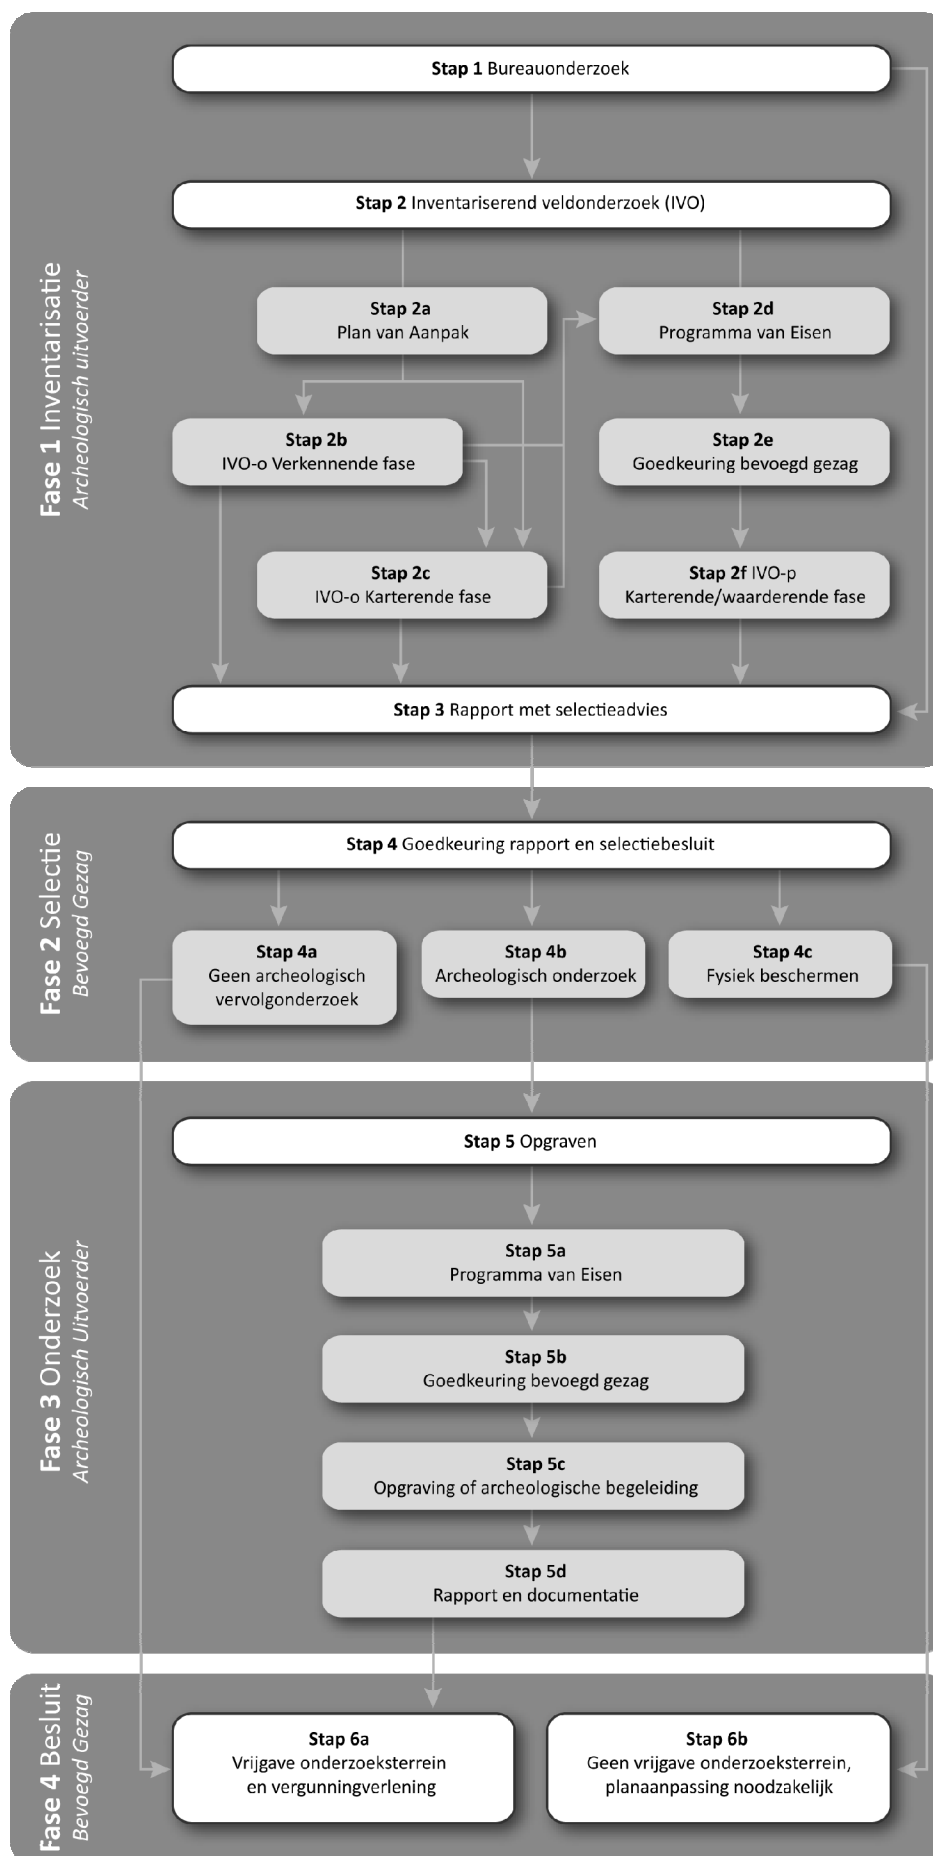 Fase 1 Inventarisatie
Archeologisch uitvoerder
Stap 1 Bureauonderzoek
Stap 2 Inventariserend veldonderzoek (IVO)
Stap 2a
Plan van Aanpak
Stap 2d
Programma van Eisen
Stap 2b
IVO-o Verkennende fase
Stap 2e
Goedkeuring bevoegd gezag
Stap 2c
IVO-o Karterende fase
Stap 2f IVO-p
Karterende/waarderende fase
Stap 3 Rapport met selectieadvies
Fase 2 Selectie
Bevoegd Gezag
Stap 4 Goedkeuring rapport en selectiebesluit
Stap 4a
Geen archeologisch
vervolgonderzoek
Stap 4b
Archeologisch onderzoek
Stap 4c
Fysiek beschermen
Fase 3 Onderzoek
Archeologisch Uitvoerder
Stap 5 Opgraven
Stap 5a
Programma van Eisen
Stap 5b
Goedkeuring bevoegd gezag
Stap 5c
Opgraving of archeologische begeleiding
Stap 5d
Rapport en documentatie
Fase 4 Besluit
Bevoegd Gezag
Stap 6a
Vrijgave onderzoeksterrein
en vergunningverlening
Stap 6b
Geen vrijgave onderzoeksterrein,
planaanpassing noodzakelijk